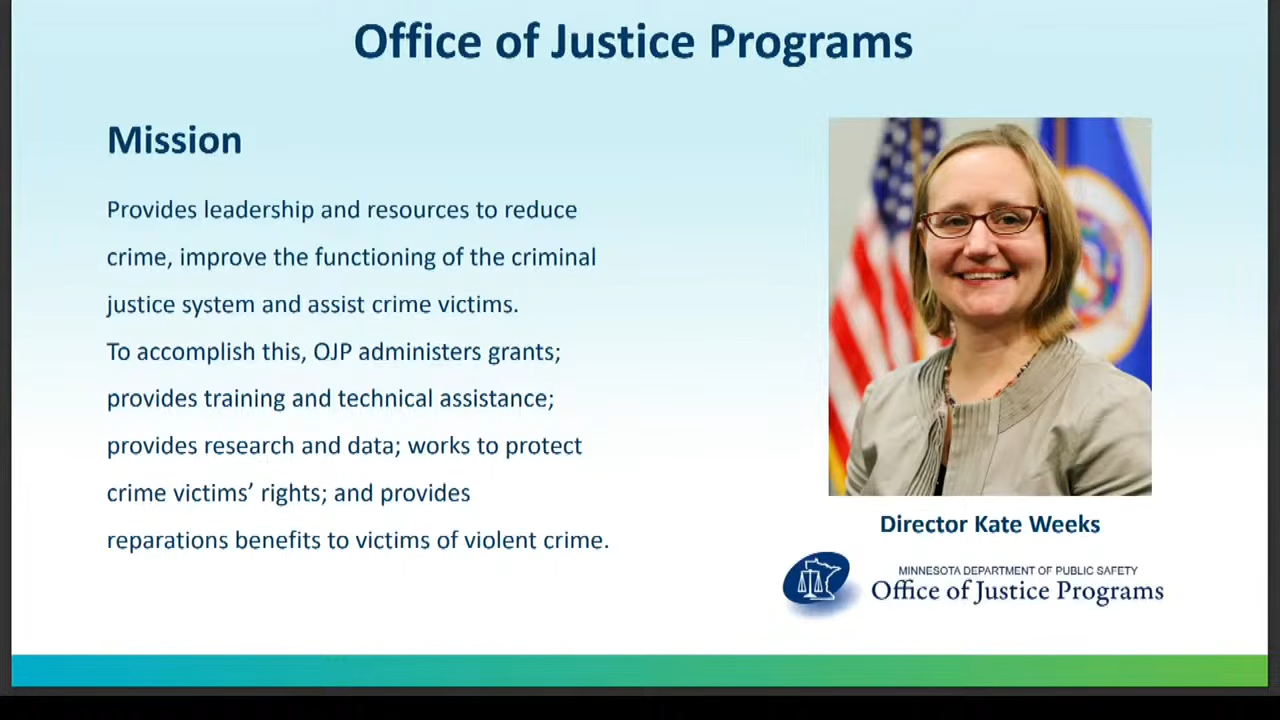 Office of Justice Programs
Mission
Provides leadership and resources to reduce
crime, improve the functioning of the criminal
justice system and assist crime victims.
To accomplish this, OJP administers grants;
provides training and technical assistance;
provides research and data; works to protect
crime victims’ rights; and provides
reparations benefits to victims of violent crime.
Director Kate Weeks
MINNESOTA DEPARTMENT OF PUBLIC SAFETY
Office of Justice Programs